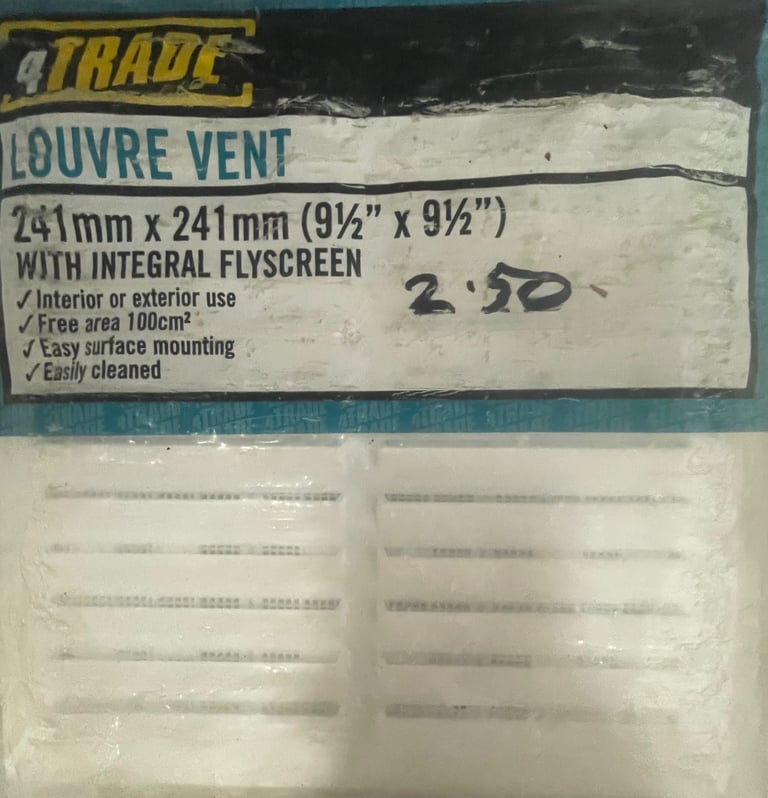 4TRADE
LOUVRE VENT
241mm x 241mm (9½” x 9½”)
WITH INTEGRAL FLYSCREEN
✓ Interior or exterior use
✓ Free area 100cm²
✓ Easy surface mounting
✓ Easily cleaned
2.50